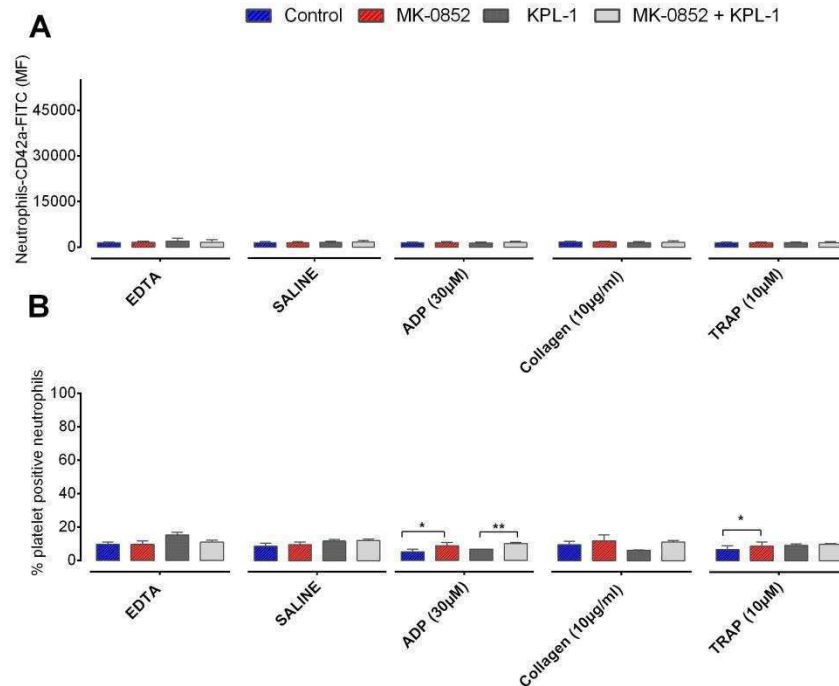 Control MK-0852 KPL-1 MK-0852 + KPL-1
A
Neutrophils-CD42a-FITC (MF)
45000
30000
15000
0
EDTA
SALINE
ADP (30µM)
Collagen (10µg/ml)
TRAP (10µM)
B
% platelet positive neutrophils
100
80
60
40
20
0
*
**
*
EDTA
SALINE
ADP (30µM)
Collagen (10µg/ml)
TRAP (10µM)